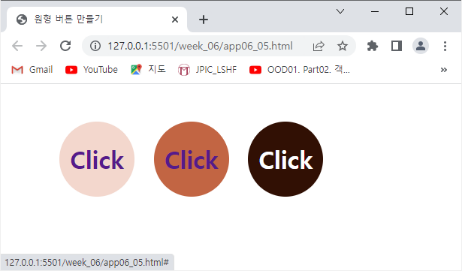 원형 버튼 만들기
127.0.0.1:5501/week_06/app06_05.html
Gmail YouTube 지도 JPIC_LSHF OOD01. Part02. 객...
Click Click Click
127.0.0.1:5501/week_06/app06_05.html#